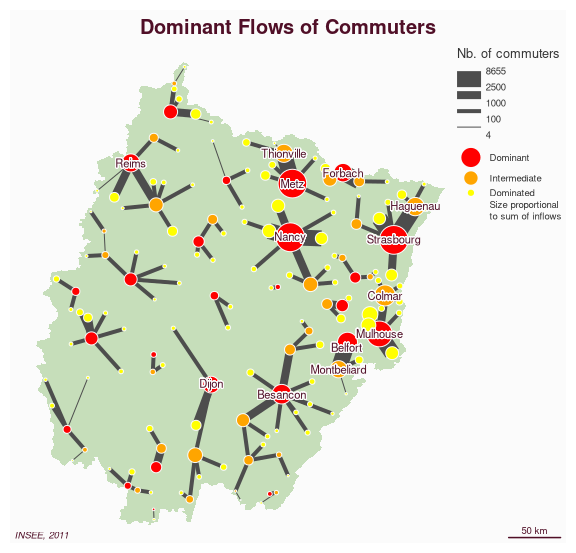 Dominant Flows of Commuters
Nb. of commuters
8655
2500
1000
100
4
Dominant
Intermediate
Dominated
Size proportional
to sum of inflows
Thionville
Reims
Forbach
Metz
Haguenau
Nancy
Strasbourg
Colmar
Mulhouse
Belfort
Montbeliard
Dijon
Besancon
INSEE, 2011
50 km